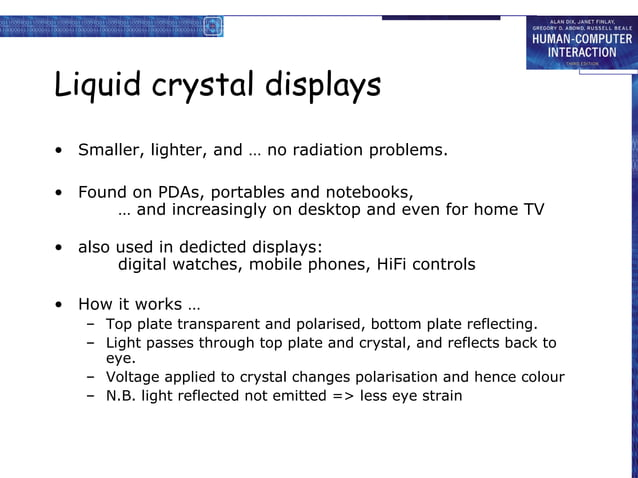 ALAN DIX, JANET FINLAY,
GREGORY D. ABOWD, RUSSELL BEALE
HUMAN-COMPUTER
INTERACTION
THIRD EDITION
Liquid crystal displays
• Smaller, lighter, and … no radiation problems.
• Found on PDAs, portables and notebooks,
… and increasingly on desktop and even for home TV
• also used in dedicted displays:
digital watches, mobile phones, HiFi controls
• How it works …
– Top plate transparent and polarised, bottom plate reflecting.
– Light passes through top plate and crystal, and reflects back to
eye.
– Voltage applied to crystal changes polarisation and hence colour
– N.B. light reflected not emitted => less eye strain